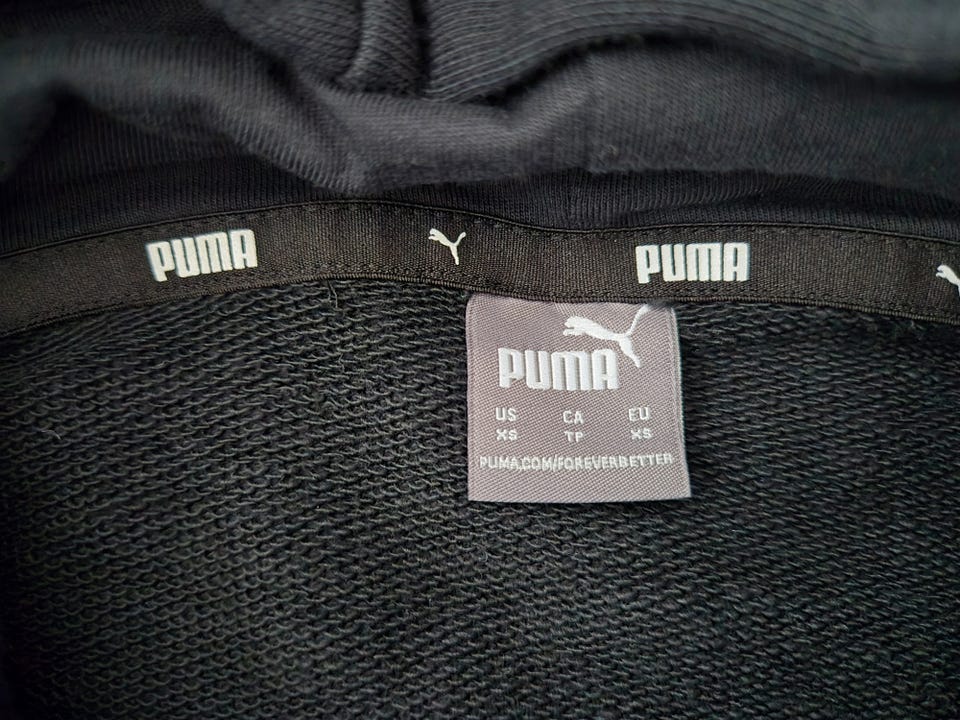 PUMA PUMA
PUMA
US CA EU
XS TP XS
PUMA.COM/FOREVERBETTER